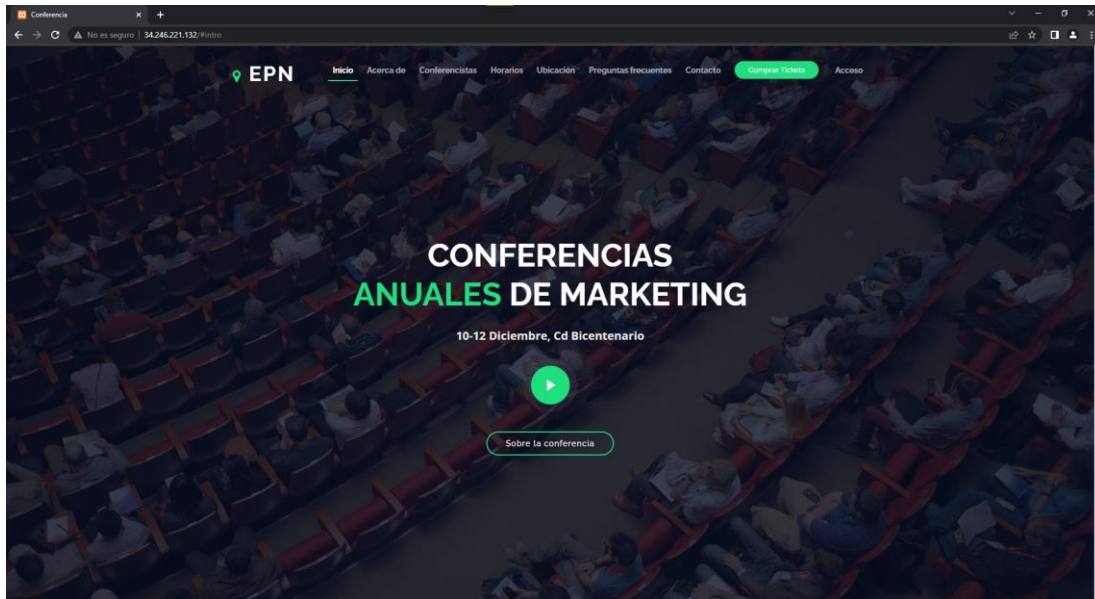 Conferencia
No es seguro | 34.246.221.132/#intro
EPN Inicio Acerca de Conferencistas Horarios Ubicación Preguntas frecuentes Contacto Comprar Tickets Acceso
CONFERENCIAS
ANUALES DE MARKETING
10-12 Diciembre, Cd Bicentenario
Sobre la conferencia